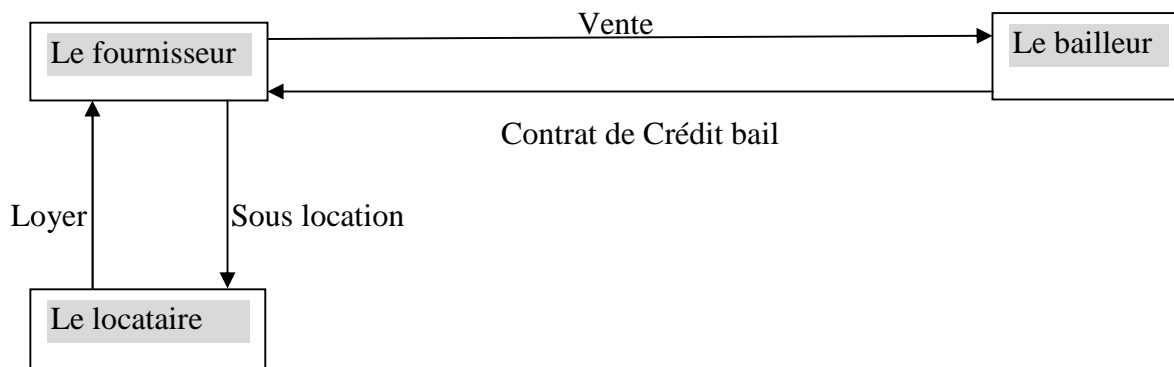 Vente
Le fournisseur
Le bailleur
Contrat de Crédit bail
Loyer
Sous location
Le locataire